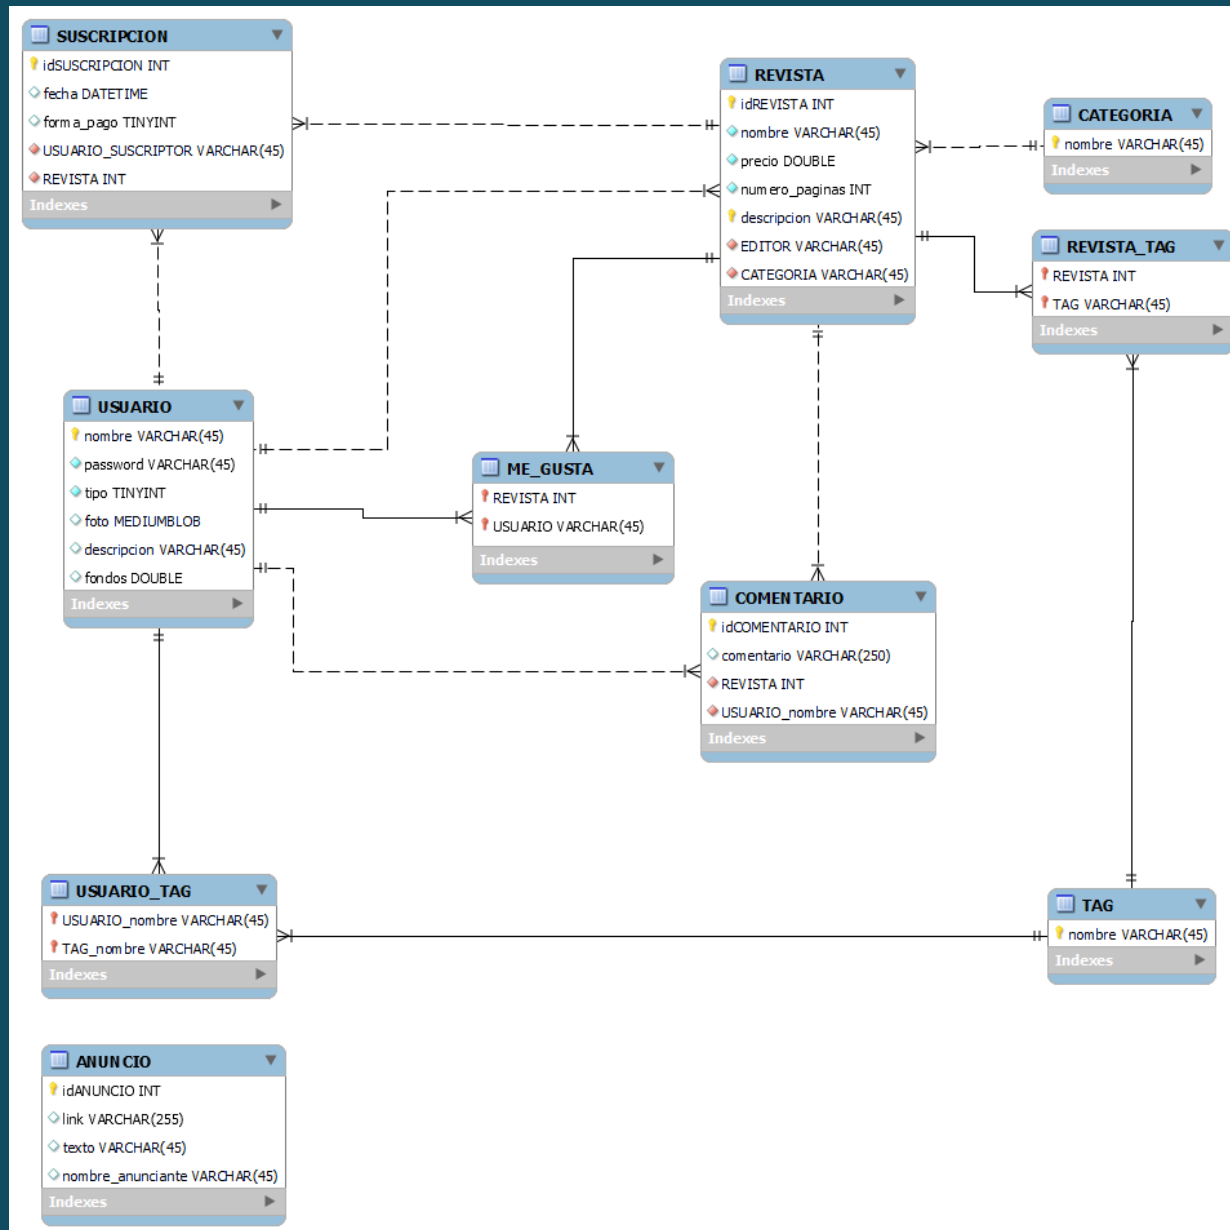 SUSCRIPCION
idSUSCRIPCION INT
fecha DATETIME
forma_pago TINYINT
USUARIO_SUSCRIPTOR VARCHAR(45)
REVISTA INT
Indexes
REVISTA
idREVISTA INT
nombre VARCHAR(45)
precio DOUBLE
numero_paginas INT
descripcion VARCHAR(45)
EDITOR VARCHAR(45)
CATEGORIA VARCHAR(45)
Indexes
CATEGORIA
nombre VARCHAR(45)
Indexes
REVISTA_TAG
REVISTA INT
TAG VARCHAR(45)
Indexes
USUARIO
nombre VARCHAR(45)
password VARCHAR(45)
tipo TINYINT
foto MEDIUMBLOB
descripcion VARCHAR(45)
fondos DOUBLE
Indexes
ME_GUSTA
REVISTA INT
USUARIO VARCHAR(45)
Indexes
COMENTARIO
idCOMENTARIO INT
comentario VARCHAR(250)
REVISTA INT
USUARIO_nombre VARCHAR(45)
Indexes
USUARIO_TAG
USUARIO_nombre VARCHAR(45)
TAG_nombre VARCHAR(45)
Indexes
TAG
nombre VARCHAR(45)
Indexes
ANUNCIO
idANUNCIO INT
link VARCHAR(255)
texto VARCHAR(45)
nombre_anunciante VARCHAR(45)
Indexes